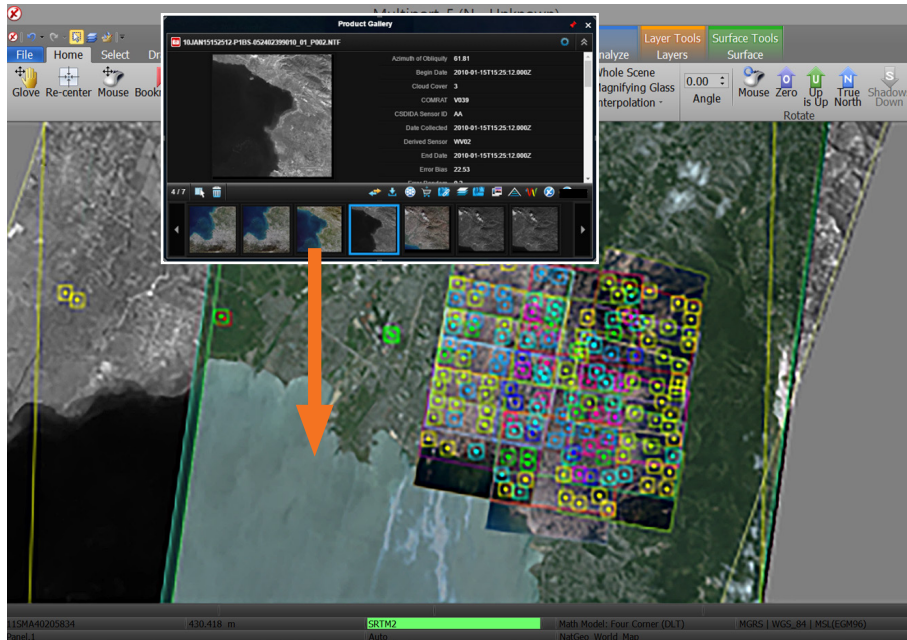 Multiport-5 (N - Unknown)
Product Gallery
10JAN15152512-P1BS-052402399010_01_P002.NTF
Azimuth of Obliquity 61.81
Begin Date 2010-01-15T15:25:12.000Z
Cloud Cover 3
COMRAT V039
CSDIDA Sensor ID AA
Date Collected 2010-01-15T15:25:12.000Z
Derived Sensor WV02
End Date 2010-01-15T15:25:12.000Z
Error Bias 22.53
4/7
File Home Select
nalyze Layer Tools Layers Surface Tools Surface
Glove Re-center Mouse
Whole Scene
Magnifying Glass
nterpolation
0.00
Angle
Mouse Zero Up is Up True North Shadow Down
O U N S
Rotate
11SMA40205834 430.418 m SRTM2 Math Model: Four Corner (DLT) MGRS | WGS_84 | MSL(EGM96)
Panel.1 Auto NatGeo_World_Map